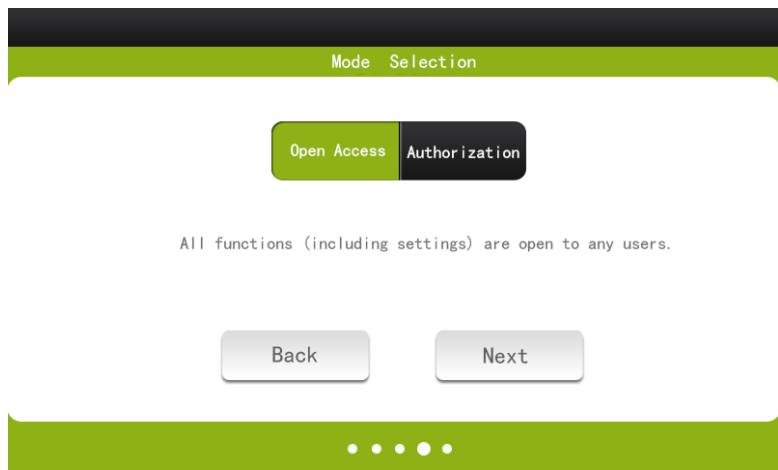 Mode Selection
Open Access Authorization
All functions (including settings) are open to any users.
Back Next